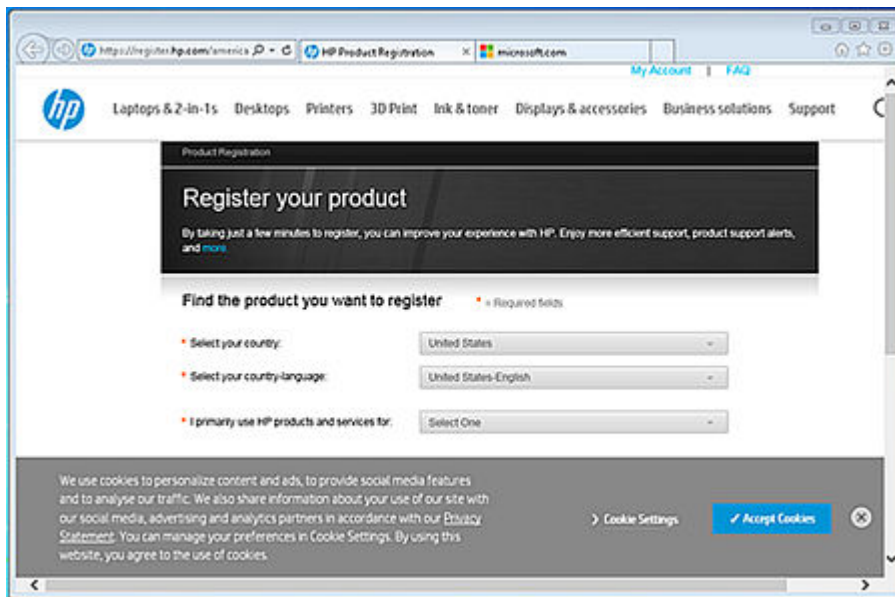 https://register.hp.com/america
HP Product Registration
microsoft.com
My Account | FAQ
hp
Laptops & 2-in-1s Desktops Printers 3D Print Ink & toner Displays & accessories Business solutions Support
Product Registration
Register your product
By taking just a few minutes to register, you can improve your experience with HP. Enjoy more efficient support, product support alerts,
and more.
Find the product you want to register * = Required fields
* Select your country: United States
* Select your country-language: United States-English
* I primarily use HP products and services for: Select One
We use cookies to personalize content and ads, to provide social media features
and to analyse our traffic. We also share information about your use of our site with
our social media, advertising and analytics partners in accordance with our Privacy
Statement. You can manage your preferences in Cookie Settings. By using this
website, you agree to the use of cookies.
Cookie Settings
Accept Cookies